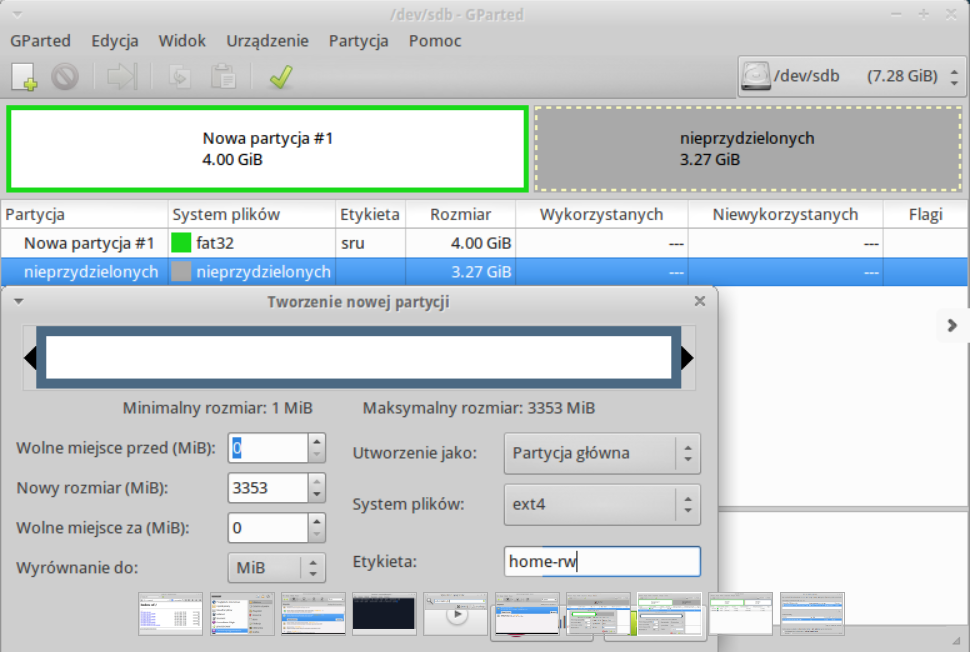 /dev/sdb - GParted
GParted Edycja Widok Urządzenie Partycja Pomoc
/dev/sdb (7.28 GiB)
Nowa partycja #1
4.00 GiB
nieprzydzielonych
3.27 GiB
Partycja System plików Etykieta Rozmiar Wykorzystanych Niewykorzystanych Flagi
Nowa partycja #1 fat32 sru 4.00 GiB --- ---
nieprzydzielonych nieprzydzielonych 3.27 GiB --- ---
Tworzenie nowej partycji
Minimalny rozmiar: 1 MiB Maksymalny rozmiar: 3353 MiB
Wolne miejsce przed (MiB): 0
Utworzenie jako: Partycja główna
Nowy rozmiar (MiB): 3353
System plików: ext4
Wolne miejsce za (MiB): 0
Etykieta: home-rw
Wyrównanie do: MiB